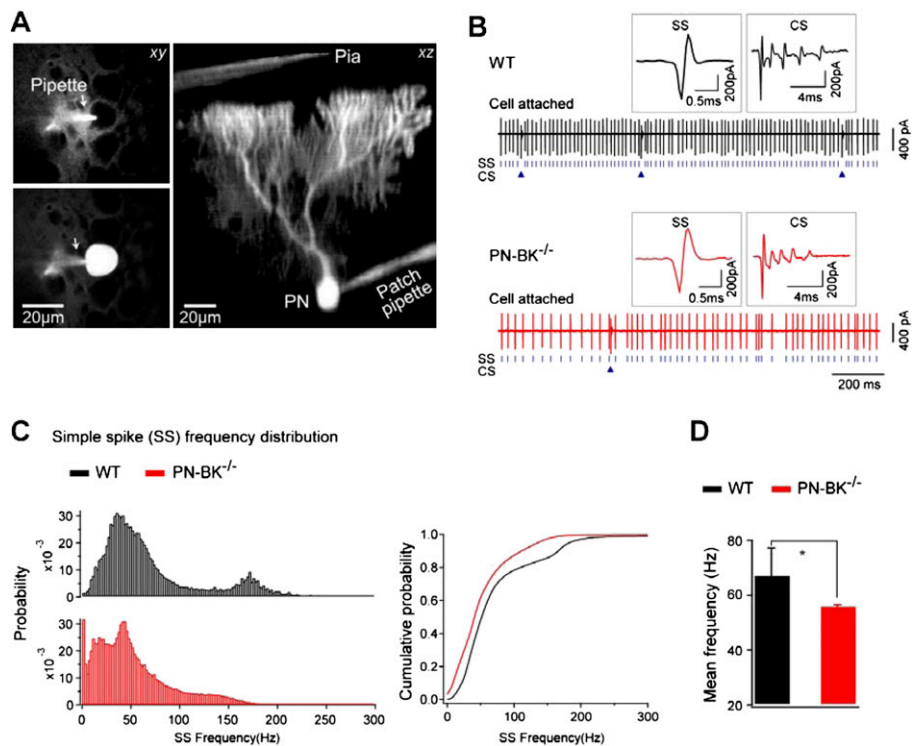 A
xy
Pipette
20µm
xz
Pia
PN
Patch pipette
20µm
B
WT
SS
0.5ms
200pA
CS
4ms
200pA
Cell attached
400 pA
SS
CS
PN-BK-/-
SS
0.5ms
200pA
CS
4ms
200pA
Cell attached
400 pA
SS
CS
200 ms
C
Simple spike (SS) frequency distribution
WT
PN-BK-/-
Probability
x10-3
30
20
10
0
x10-3
30
20
10
0
0
50
100
150
200
250
300
SS Frequency(Hz)
Cumulative probability
1.0
0.8
0.6
0.4
0.2
0.0
0
100
200
300
SS Frequency(Hz)
D
WT
PN-BK-/-
Mean frequency (Hz)
80
60
40
20
*